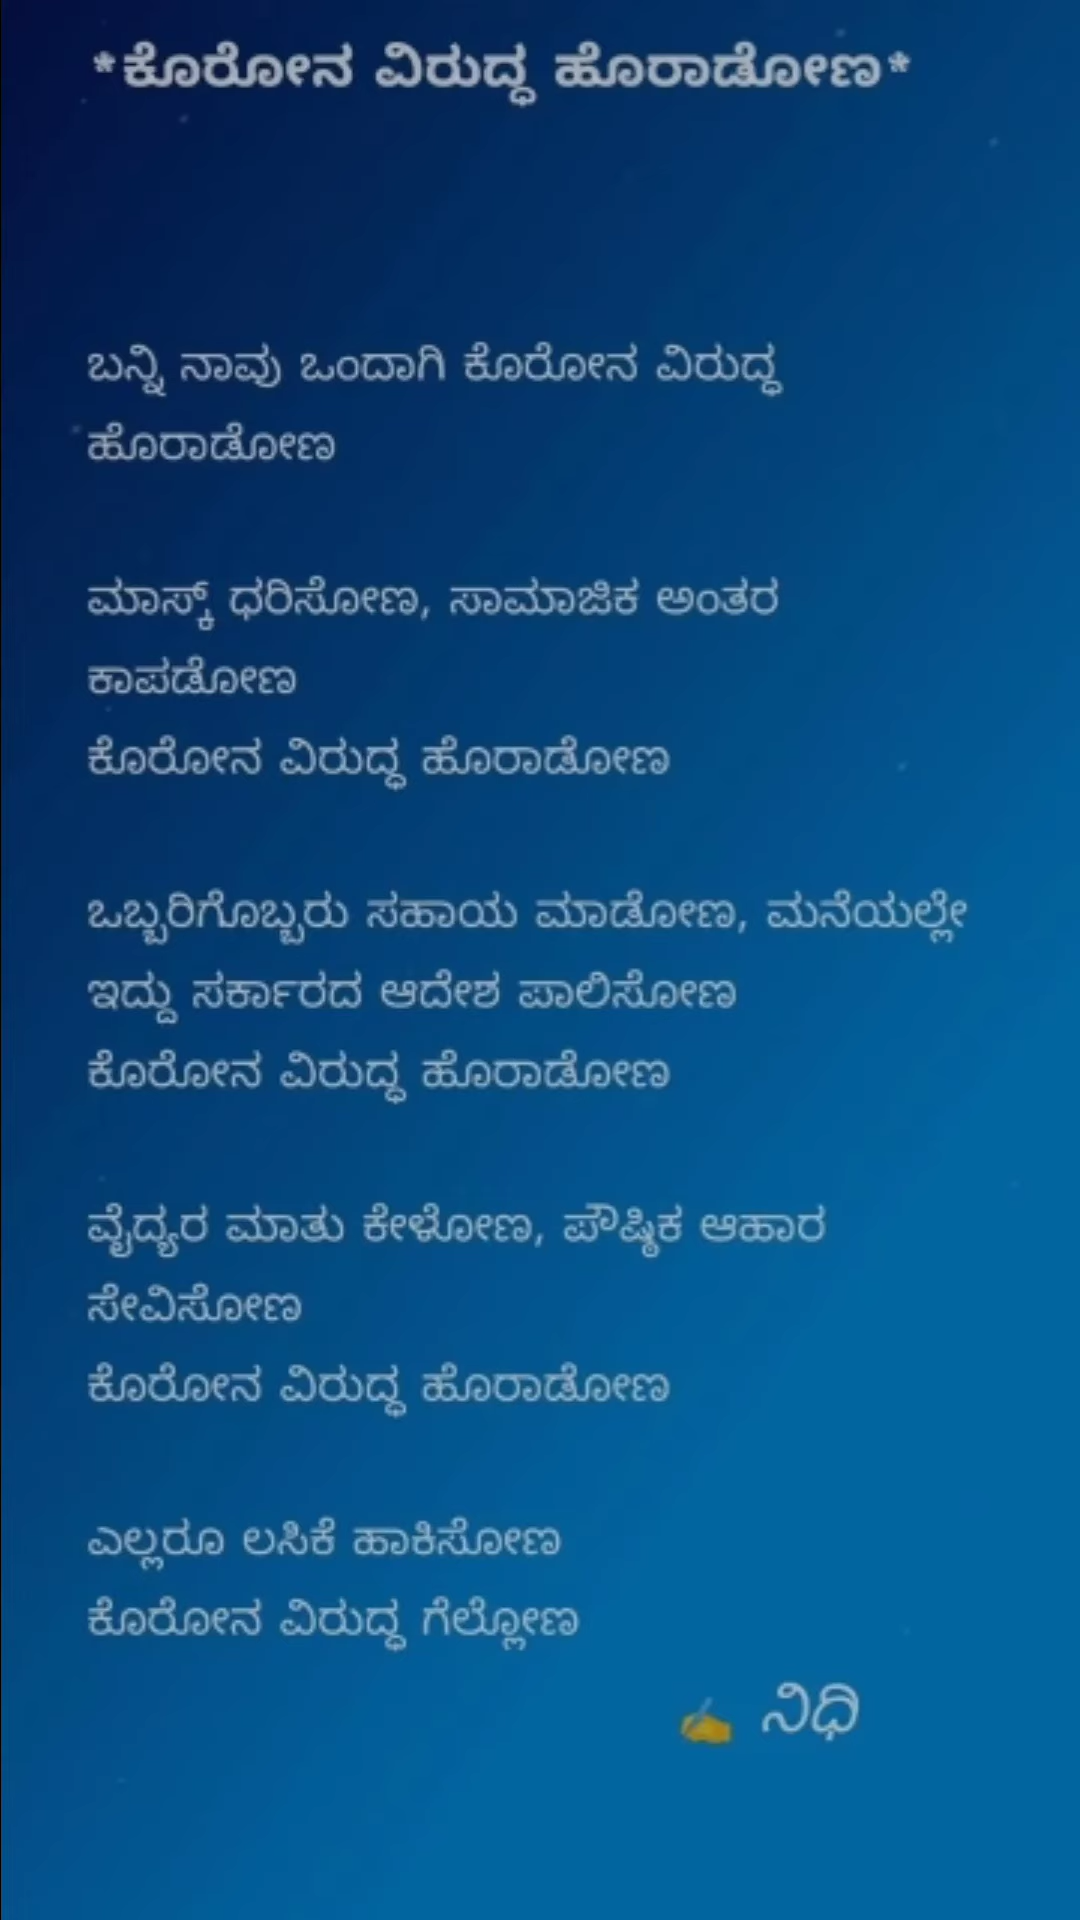 *ಕೊರೋನ ವಿರುದ್ಧ ಹೊರಾಡೋಣ*
ಬನ್ನಿ ನಾವು ಒಂದಾಗಿ ಕೊರೋನ ವಿರುದ್ಧ
ಹೊರಾಡೋಣ
ಮಾಸ್ಕ್ ಧರಿಸೋಣ, ಸಾಮಾಜಿಕ ಅಂತರ
ಕಾಪಡೋಣ
ಕೊರೋನ ವಿರುದ್ಧ ಹೊರಾಡೋಣ
ಒಬ್ಬರಿಗೊಬ್ಬರು ಸಹಾಯ ಮಾಡೋಣ, ಮನೆಯಲ್ಲೇ
ಇದ್ದು ಸರ್ಕಾರದ ಆದೇಶ ಪಾಲಿಸೋಣ
ಕೊರೋನ ವಿರುದ್ಧ ಹೊರಾಡೋಣ
ವೈದ್ಯರ ಮಾತು ಕೇಳೋಣ, ಪೌಷ್ಠಿಕ ಆಹಾರ
ಸೇವಿಸೋಣ
ಕೊರೋನ ವಿರುದ್ಧ ಹೊರಾಡೋಣ
ಎಲ್ಲರೂ ಲಸಿಕೆ ಹಾಕಿಸೋಣ
ಕೊರೋನ ವಿರುದ್ಧ ಗೆಲ್ಲೋಣ
✍ ನಿಧಿ